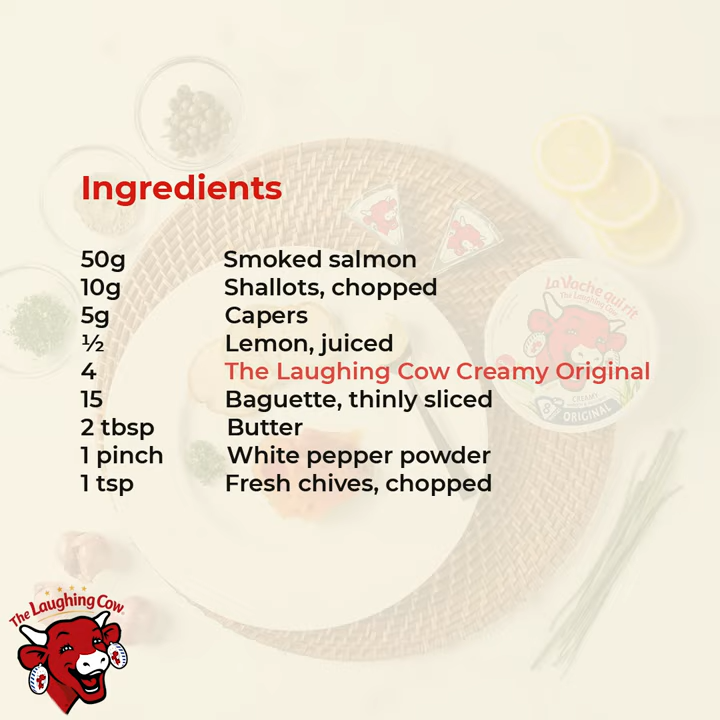 Ingredients
50g Smoked salmon
10g Shallots, chopped
5g Capers
½ Lemon, juiced
4 The Laughing Cow Creamy Original
15 Baguette, thinly sliced
2 tbsp Butter
1 pinch White pepper powder
1 tsp Fresh chives, chopped
La Vache qui rit
The Laughing Cow
CREAMY
8
ORIGINAL
The Laughing Cow